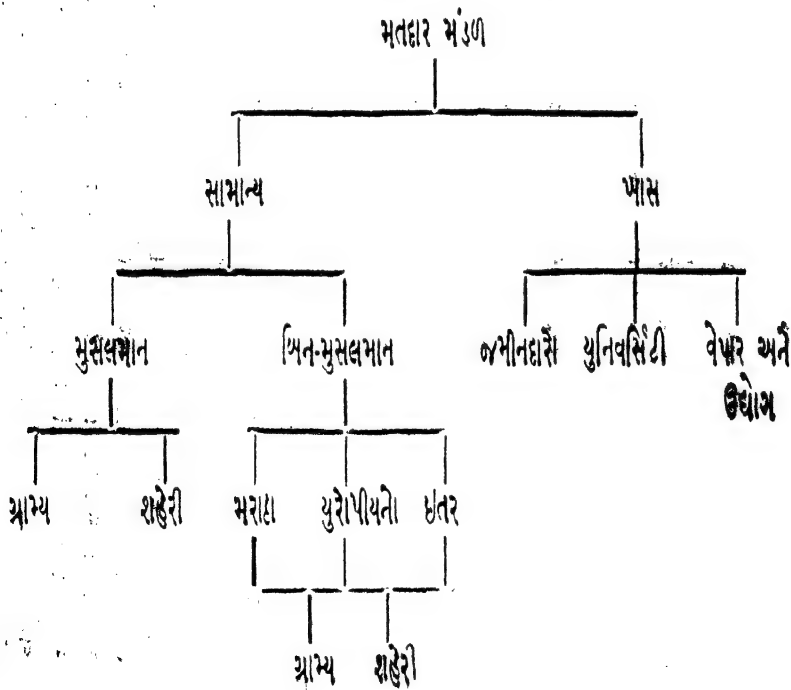 મતદાર મંડળ
સામાન્ય ખાસ
મુસલમાન બિન-મુસલમાન જમીનદારો યુનિવર્સિટી વેપાર અને
ઉદ્યોગ
ગ્રામ્ય શહેરી મરાઠા યુરોપીયનો ઇતર
ગ્રામ્ય શહેરી